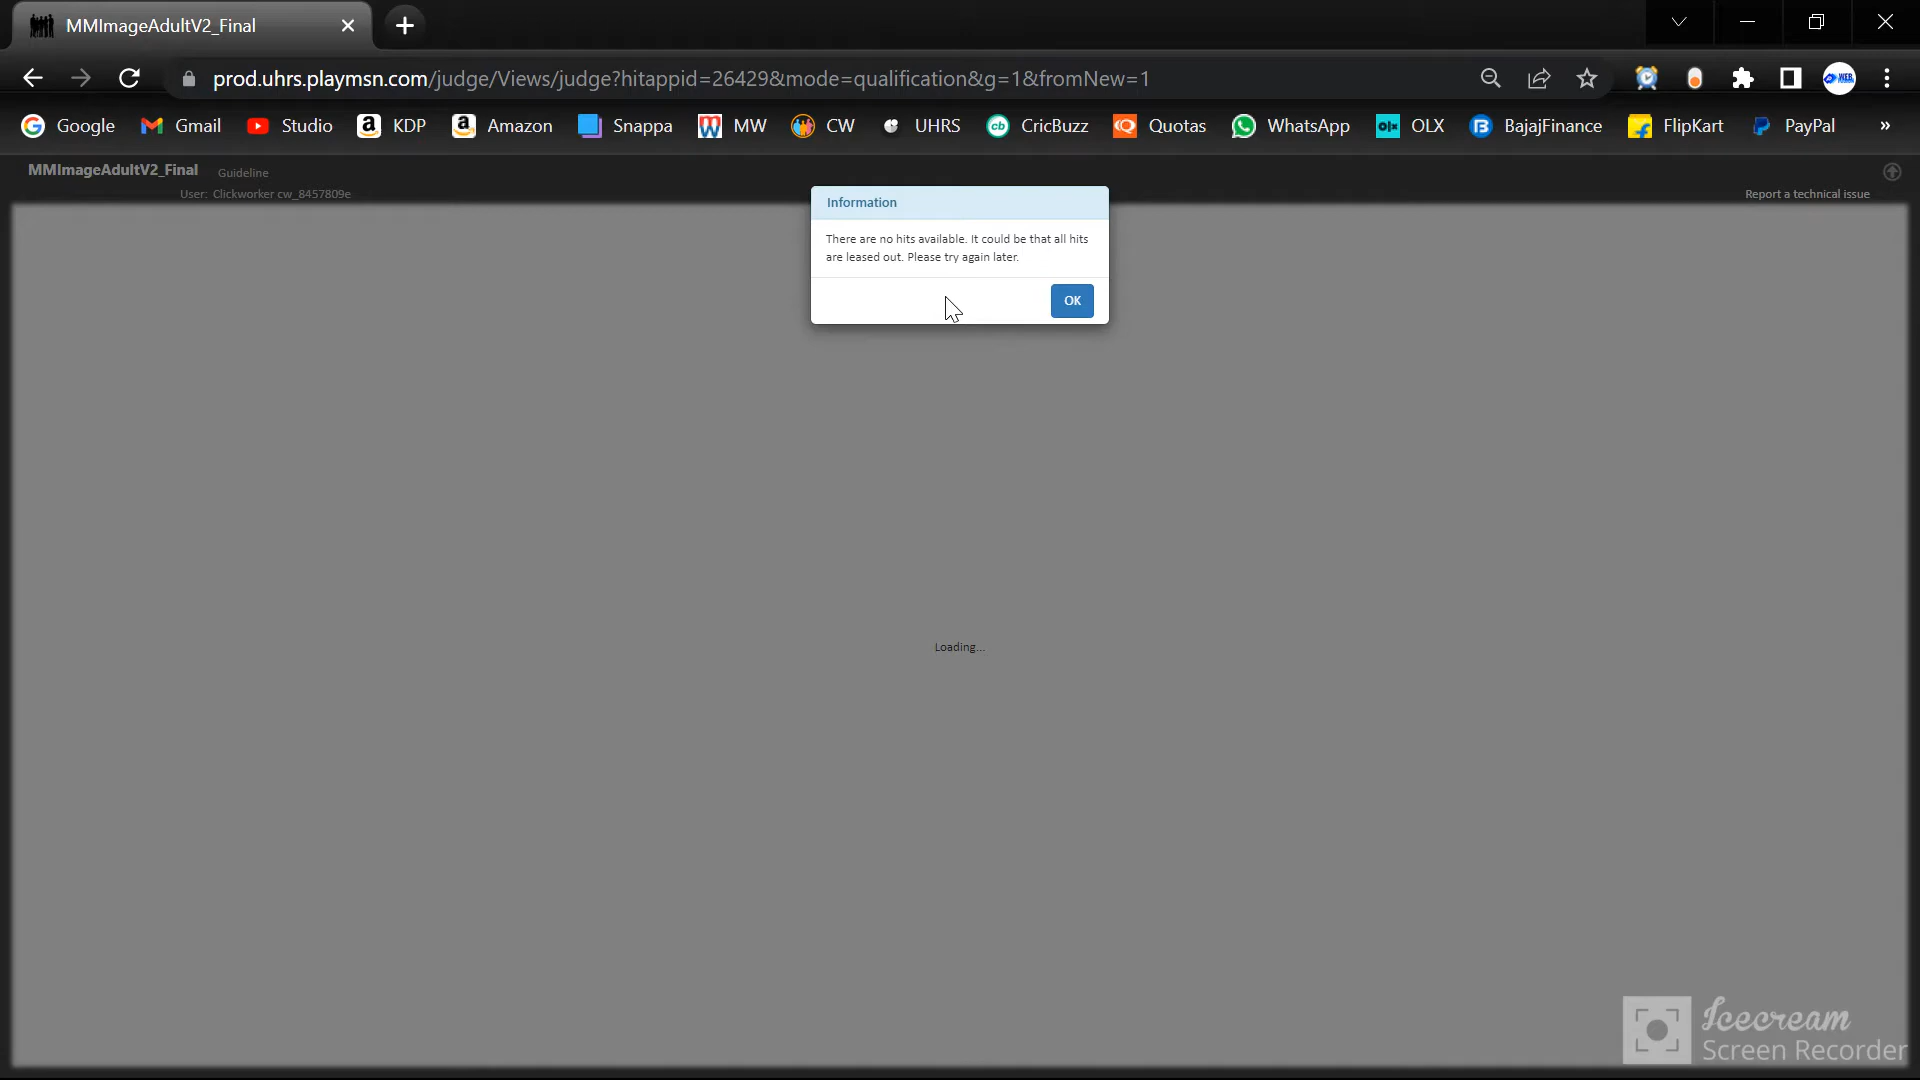 MMImageAdultV2_Final
prod.uhrs.playmsn.com/judge/Views/judge?hitappid=26429&mode=qualification&g=1&fromNew=1
WEB
Google Gmail Studio KDP Amazon Snappa MW CW UHRS CricBuzz Quotas WhatsApp OLX BajajFinance FlipKart PayPal »
MMImageAdultV2_Final Guideline
User: Clickworker cw_8457809e
Report a technical issue
Information
There are no hits available. It could be that all hits
are leased out. Please try again later.
OK
Loading...
Icecream
Screen Recorder